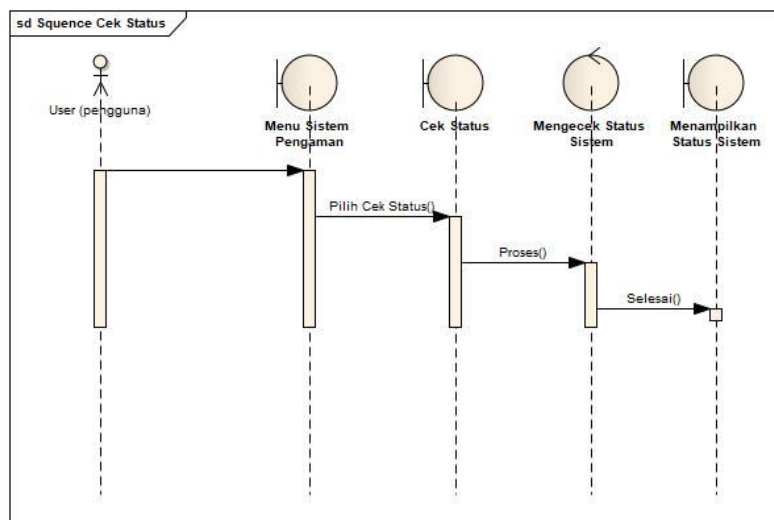 sd Squence Cek Status
User (pengguna)
Menu Sistem
Pengaman
Cek Status
Mengecek Status
Sistem
Menampilkan
Status Sistem
Pilih Cek Status()
Proses()
Selesai()